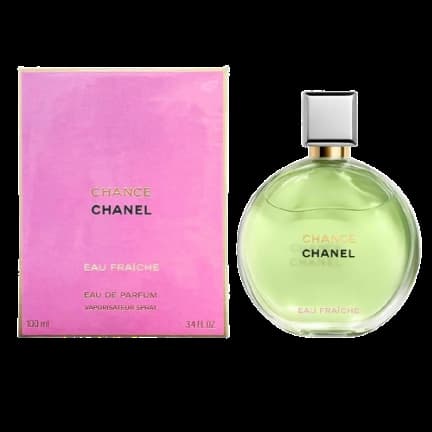 CHANCE
CHANEL
EAU FRAÎCHE
EAU DE PARFUM
VAPORISATEUR SPRAY
100 ml 3.4 FL. OZ
CHANCE
CHANEL
EAU FRAÎCHE